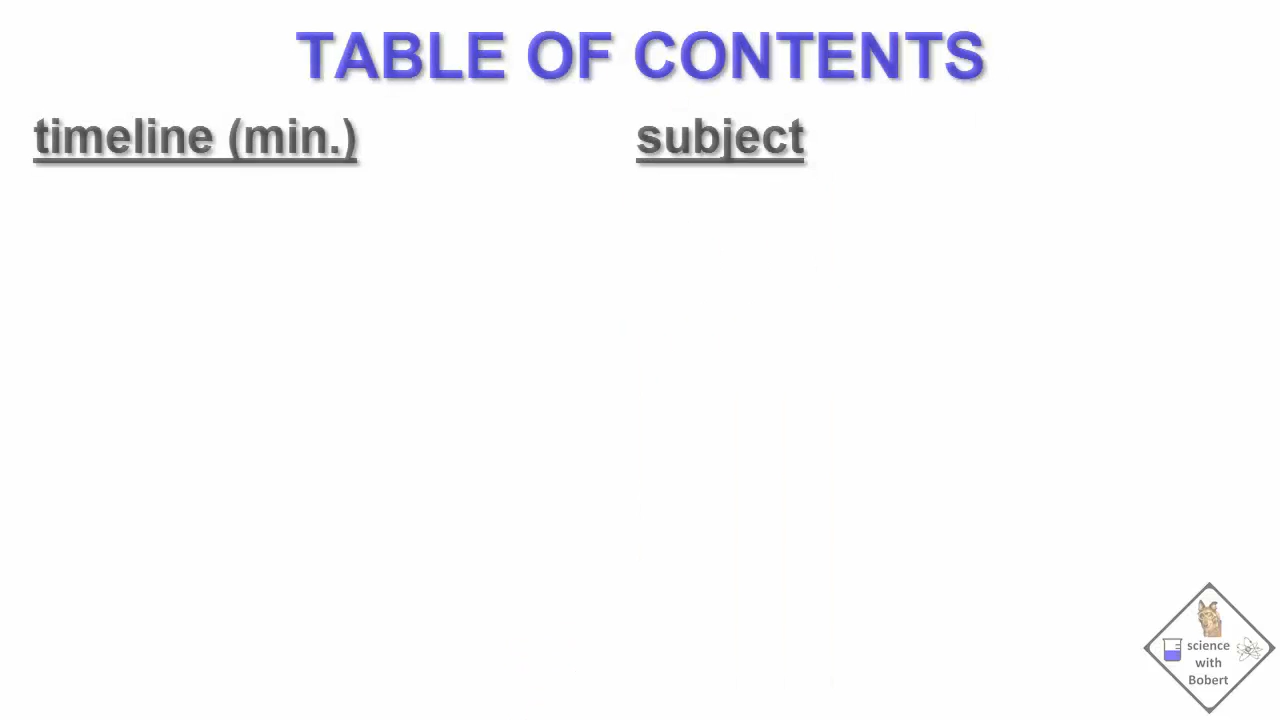 TABLE OF CONTENTS
timeline (min.) subject
science
with
Bobert